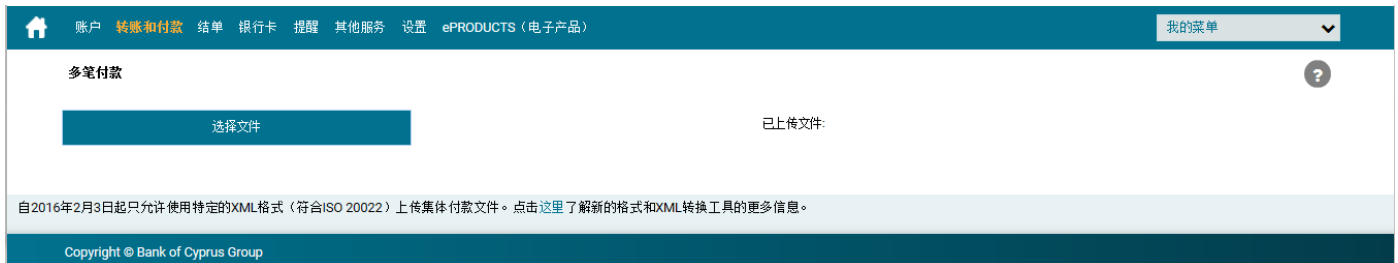 账户 转账和付款 结单 银行卡 提醒 其他服务 设置 ePRODUCTS（电子产品） 我的菜单
多笔付款 ?
选择文件 已上传文件:
自2016年2月3日起只允许使用特定的XML格式（符合ISO 20022）上传集体付款文件。点击这里了解新的格式和XML转换工具的更多信息。
Copyright © Bank of Cyprus Group